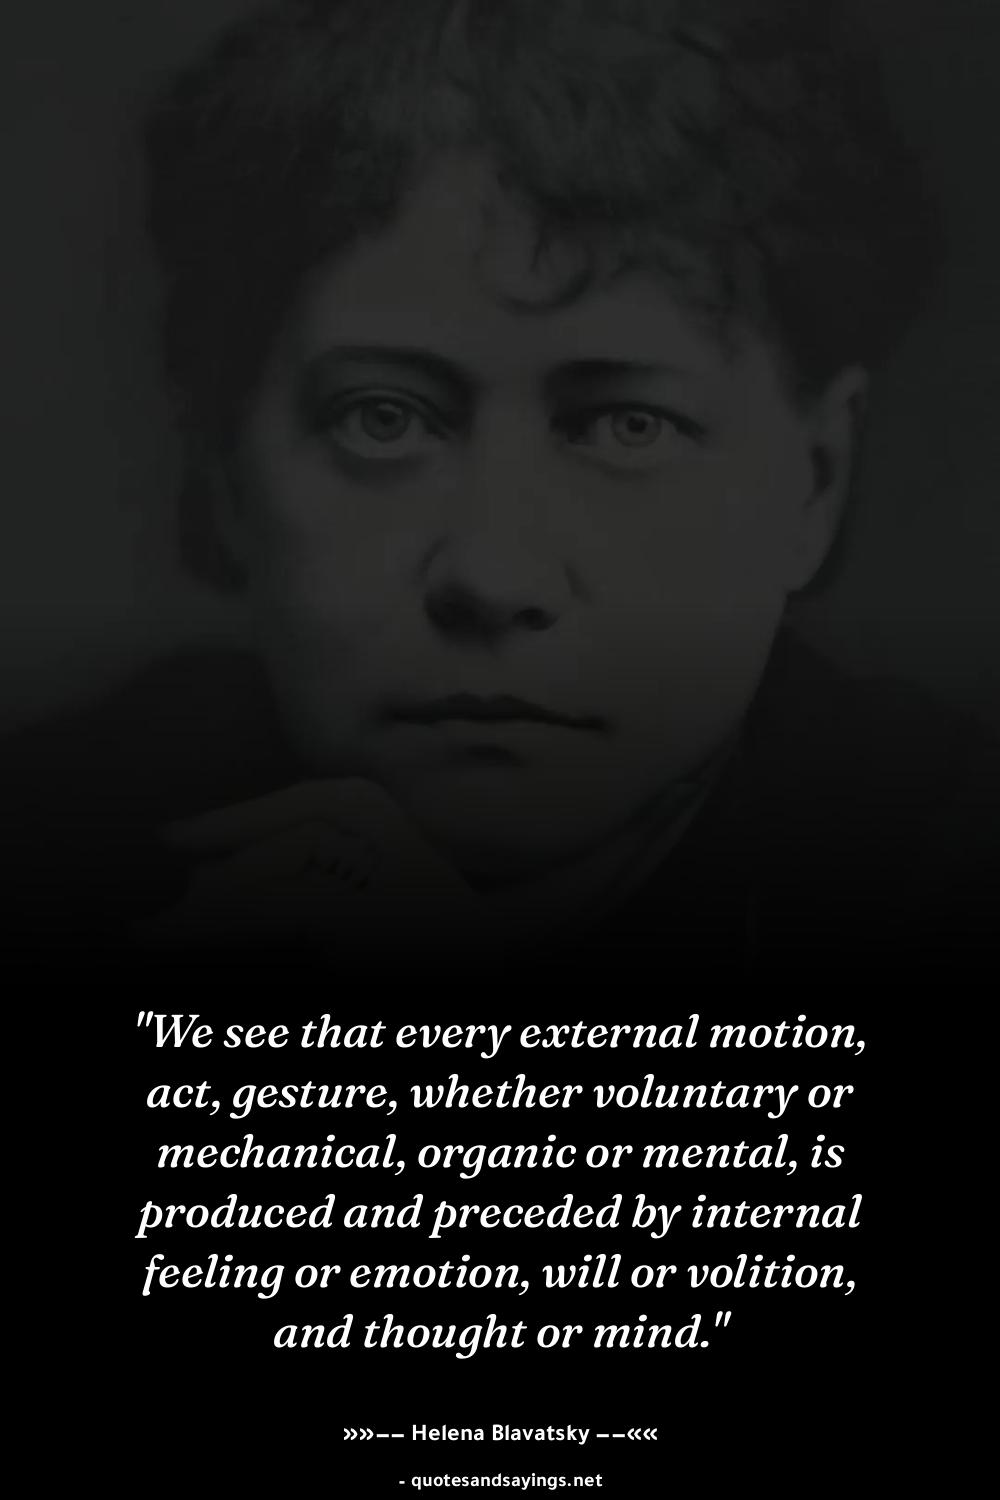 "We see that every external motion,
act, gesture, whether voluntary or
mechanical, organic or mental, is
produced and preceded by internal
feeling or emotion, will or volition,
and thought or mind."
»»−− Helena Blavatsky −−««
- quotesandsayings.net